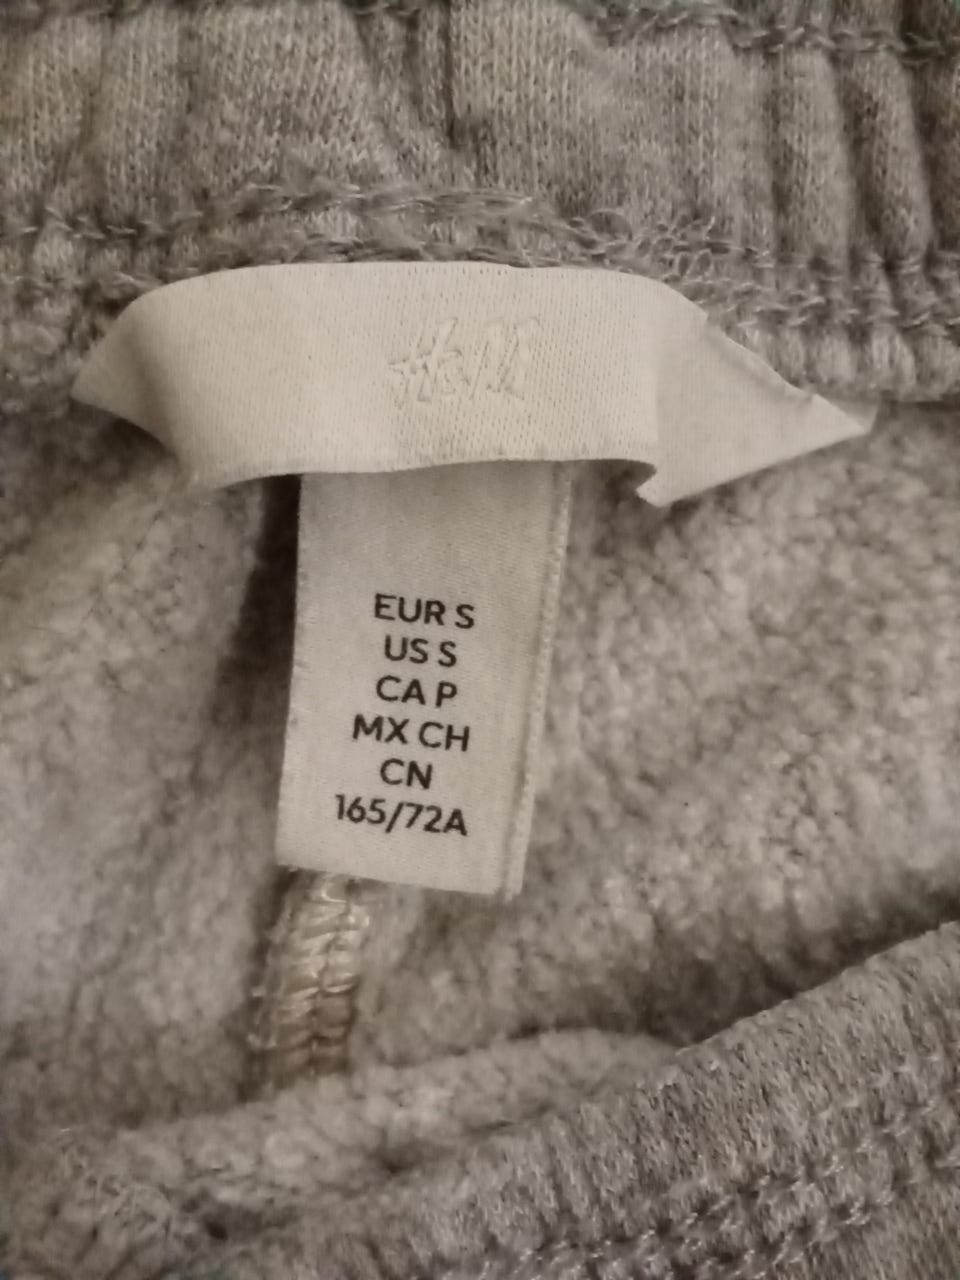 H&M
EUR S
US S
CA P
MX CH
CN
165/72A